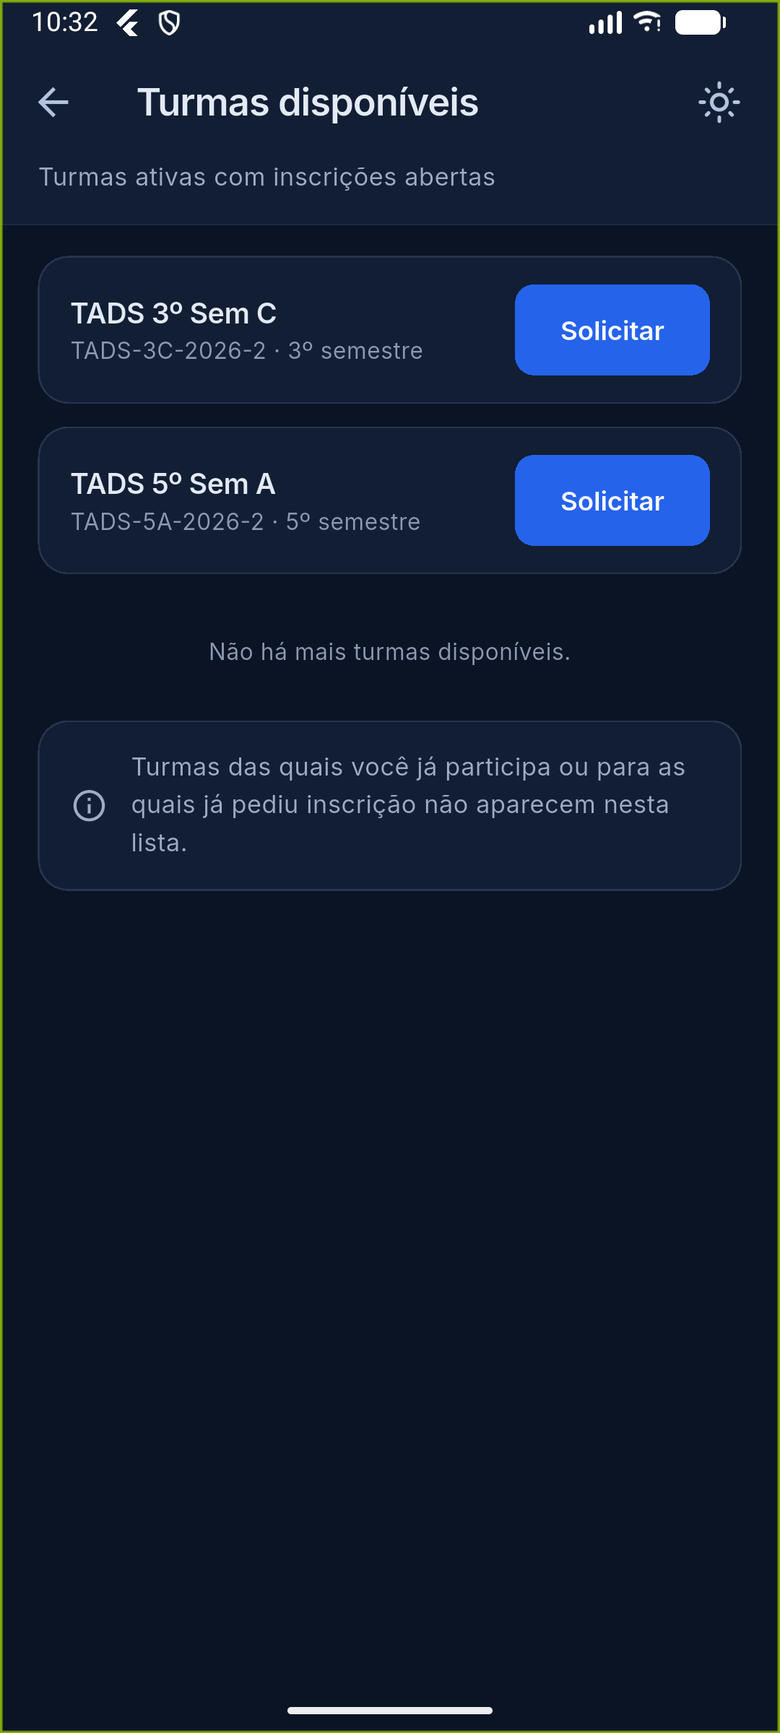 10:32
Turmas disponíveis
Turmas ativas com inscrições abertas
TADS 3º Sem C
TADS-3C-2026-2 · 3º semestre
Solicitar
TADS 5º Sem A
TADS-5A-2026-2 · 5º semestre
Solicitar
Não há mais turmas disponíveis.
Turmas das quais você já participa ou para as
quais já pediu inscrição não aparecem nesta
lista.